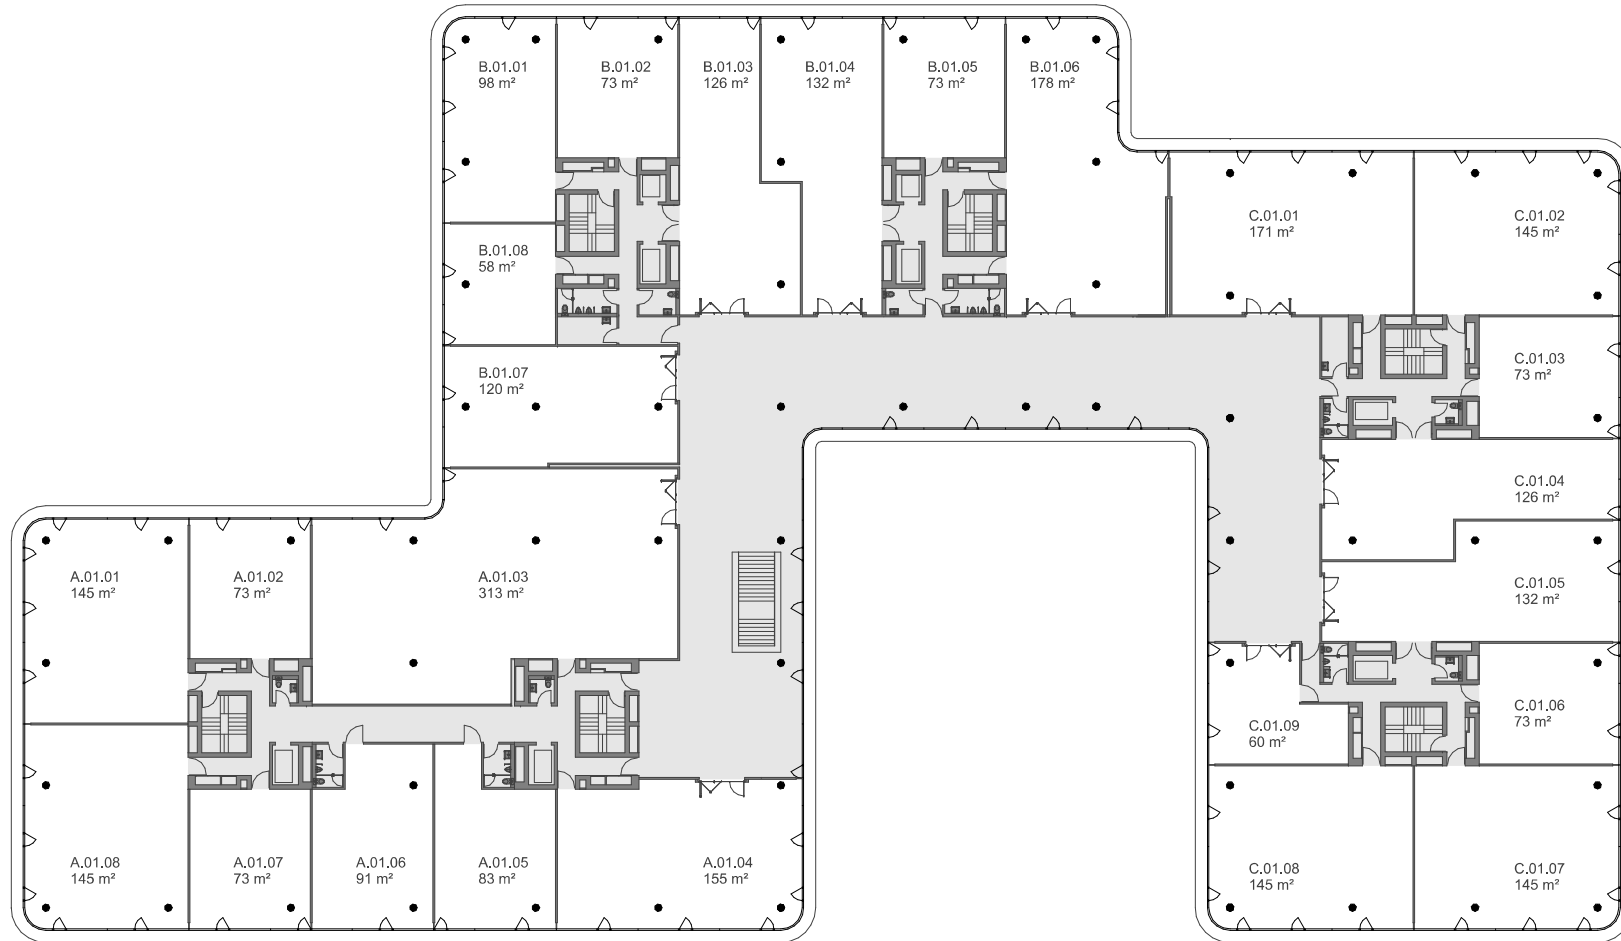 B.01.01
98 m²
B.01.02
73 m²
B.01.03
126 m²
B.01.04
132 m²
B.01.05
73 m²
B.01.06
178 m²
C.01.01
171 m²
C.01.02
145 m²
B.01.08
58 m²
B.01.07
120 m²
C.01.03
73 m²
C.01.04
126 m²
A.01.01
145 m²
A.01.02
73 m²
A.01.03
313 m²
C.01.05
132 m²
C.01.06
73 m²
C.01.09
60 m²
A.01.08
145 m²
A.01.07
73 m²
A.01.06
91 m²
A.01.05
83 m²
A.01.04
155 m²
C.01.08
145 m²
C.01.07
145 m²